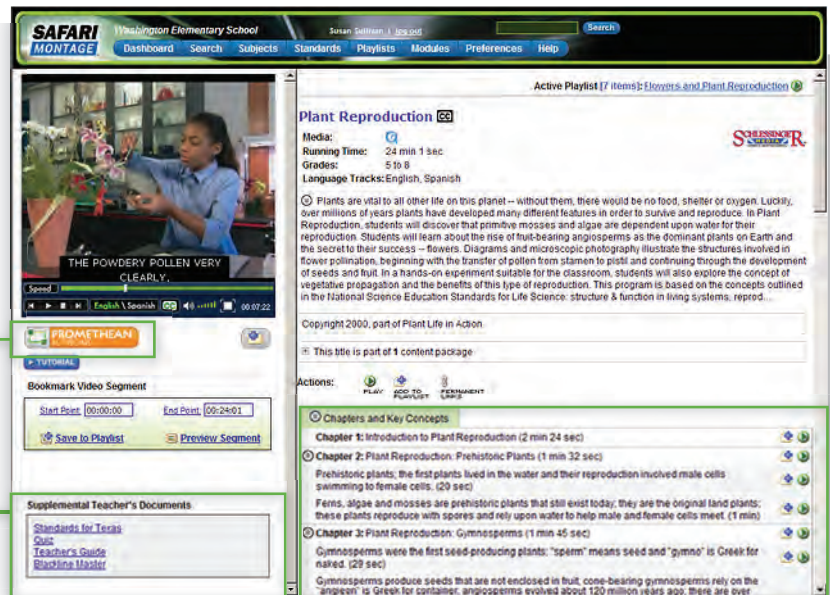 SAFARI
MONTAGE
Washington Elementary School
Susan Sullivan | log out
Search
Dashboard Search Subjects Standards Playlists Modules Preferences Help
Active Playlist [7 items]: Flowers and Plant Reproduction
Plant Reproduction CC
Media:
Running Time: 24 min 1 sec
Grades: 5 to 8
Language Tracks: English, Spanish
SCHLESSINGER
MEDIA
Plants are vital to all other life on this planet -- without them, there would be no food, shelter or oxygen. Luckily,
over millions of years plants have developed many different features in order to survive and reproduce. In Plant
Reproduction, students will discover that primitive mosses and algae are dependent upon water for their
reproduction. Students will learn about the rise of fruit-bearing angiosperms as the dominant plants on Earth and
the secret to their success -- flowers. Diagrams and microscopic photography illustrate the structures involved in
flower pollination, beginning with the transfer of pollen from stamen to pistil and continuing through the development
of seeds and fruit. In a hands-on experiment suitable for the classroom, students will also explore the concept of
vegetative propagation and the benefits of this type of reproduction. This program is based on the concepts outlined
in the National Science Education Standards for Life Science: structure & function in living systems, reprod...
Copyright 2000, part of Plant Life in Action
This title is part of 1 content package
Actions:
PLAY
ADD TO PLAYLIST
PERMANENT LINKS
THE POWDERY POLLEN VERY
CLEARLY.
Speed
English \ Spanish CC 00:07:22
PROMETHEAN
TUTORIAL
Bookmark Video Segment
Start Point: 00:00:00 End Point: 00:24:01
Save to Playlist Preview Segment
Supplemental Teacher's Documents
Standards for Texas
Quiz
Teacher's Guide
Blackline Master
Chapters and Key Concepts
Chapter 1: Introduction to Plant Reproduction (2 min 24 sec)
Chapter 2: Plant Reproduction: Prehistoric Plants (1 min 32 sec)
Prehistoric plants; the first plants lived in the water and their reproduction involved male cells
swimming to female cells. (20 sec)
Ferns, algae and mosses are prehistoric plants that still exist today; they are the original land plants;
these plants reproduce with spores and rely upon water to help male and female cells meet. (1 min)
Chapter 3: Plant Reproduction: Gymnosperms (1 min 45 sec)
Gymnosperms were the first seed-producing plants; "sperm" means seed and "gymno" is Greek for
naked. (29 sec)
Gymnosperms produce seeds that are not enclosed in fruit; cone-bearing gymnosperms rely on the
"angieon" is Greek for container; angiosperms evolved about 120 million years ago; there are over